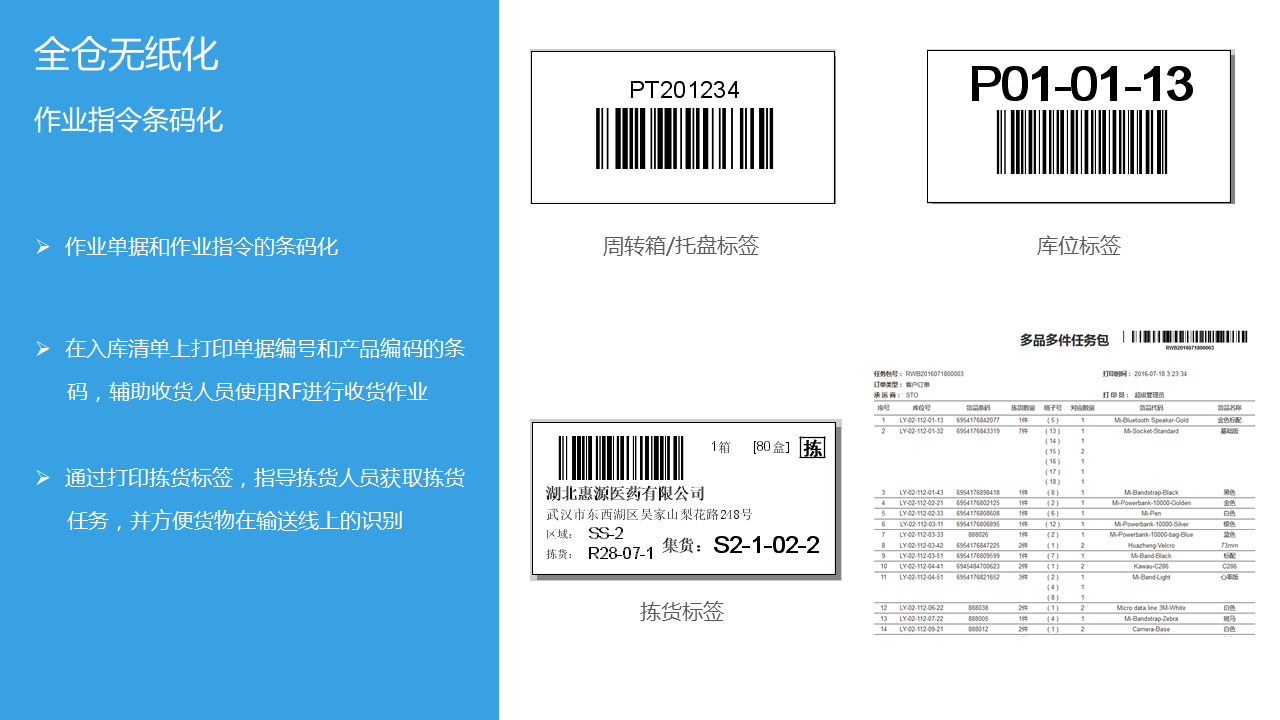 全仓无纸化
作业指令条码化
作业单据和作业指令的条码化
在入库清单上打印单据编号和产品编码的条
码，辅助收货人员使用RF进行收货作业
通过打印拣货标签，指导拣货人员获取拣货
任务，并方便货物在输送线上的识别
PT201234
周转箱/托盘标签
P01-01-13
库位标签
1箱 [80盒] 拣
湖北惠源医药有限公司
武汉市东西湖区吴家山梨花路248号
区域： SS-2
拣货： R28-07-1 集货： S2-1-02-2
拣货标签
多品多件任务包
RWB2016071800003
任务包号： RWB2016071800003 打印时间： 2016-07-18 3:23:34
订单类型： 客户订单
承 运 商： STO 打 印 员： 超级管理员
序号 库位号 货品条码 拣货数量 格子号 对应数量 货品代码 货品名称
1 LY-02-112-01-13 6954176842077 1件 ( 5 ) 1 Mi-Bluetooth Speaker-Gold 金色标配
2 LY-02-112-01-32 6954176843319 7件 ( 13 ) 1 Mi-Socket-Standard 基础版
( 14 ) 1
( 15 ) 2
( 16 ) 1
( 17 ) 1
( 18 ) 1
3 LY-02-112-01-43 6954176898418 1件 ( 8 ) 1 Mi-Bandstrap-Black 黑色
4 LY-02-112-02-21 6954176802125 1件 ( 2 ) 1 Mi-Powerbank-10000-Golden 金色
5 LY-02-112-02-33 6954176808608 1件 ( 6 ) 1 Mi-Pen 白色
6 LY-02-112-03-11 6954176806895 1件 ( 12 ) 1 Mi-Powerbank-10000-Silver 银色
7 LY-02-112-03-33 888026 1件 ( 2 ) 1 Mi-Powerbank-10000-bag-Blue 蓝色
8 LY-02-112-03-42 6954176847225 2件 ( 1 ) 2 Huazheng-Velcro 73mm
9 LY-02-112-03-51 6954176809599 1件 ( 7 ) 1 Mi-Band-Black 标配
10 LY-02-112-04-41 6945484700623 2件 ( 1 ) 2 Kawau-C286 C286
11 LY-02-112-04-51 6954176821652 3件 ( 2 ) 1 Mi-Band-Light 心率版
( 4 ) 1
( 8 ) 1
12 LY-02-112-06-22 888038 2件 ( 1 ) 2 Micro data line 3M-White 白色
13 LY-02-112-07-22 888005 1件 ( 4 ) 1 Mi-Bandstrap-Zebra 斑马
14 LY-02-112-09-21 888012 2件 ( 1 ) 2 Camera-Base 白色